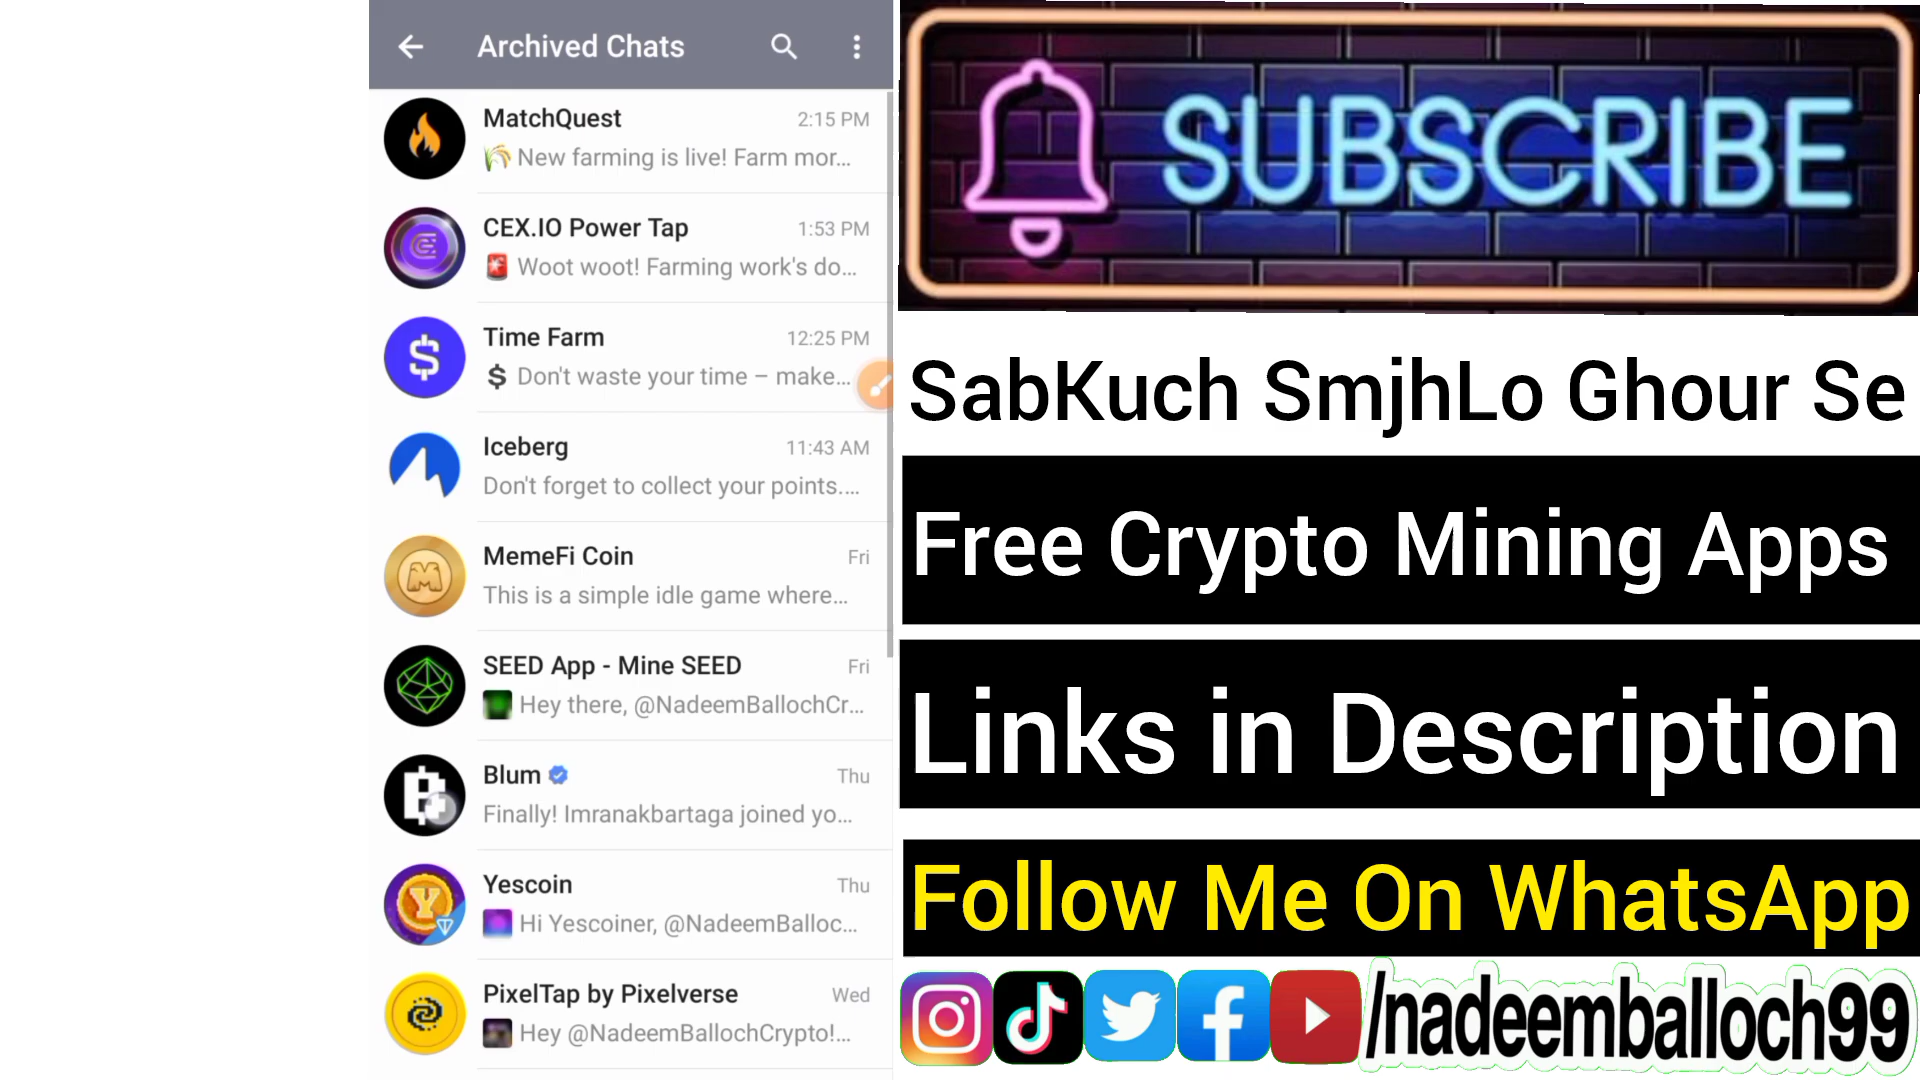 Archived Chats
MatchQuest 2:15 PM
New farming is live! Farm mor...
CEX.IO Power Tap 1:53 PM
Woot woot! Farming work's do...
Time Farm 12:25 PM
Don't waste your time – make...
Iceberg 11:43 AM
Don't forget to collect your points....
MemeFi Coin Fri
This is a simple idle game where...
SEED App - Mine SEED Fri
Hey there, @NadeemBallochCr...
Blum Thu
Finally! Imranakbartaga joined yo...
Yescoin Thu
Hi Yescoiner, @NadeemBalloc...
PixelTap by Pixelverse Wed
Hey @NadeemBallochCrypto!...
SUBSCRIBE
SabKuch SmjhLo Ghour Se
Free Crypto Mining Apps
Links in Description
Follow Me On WhatsApp
/nadeemballoch99